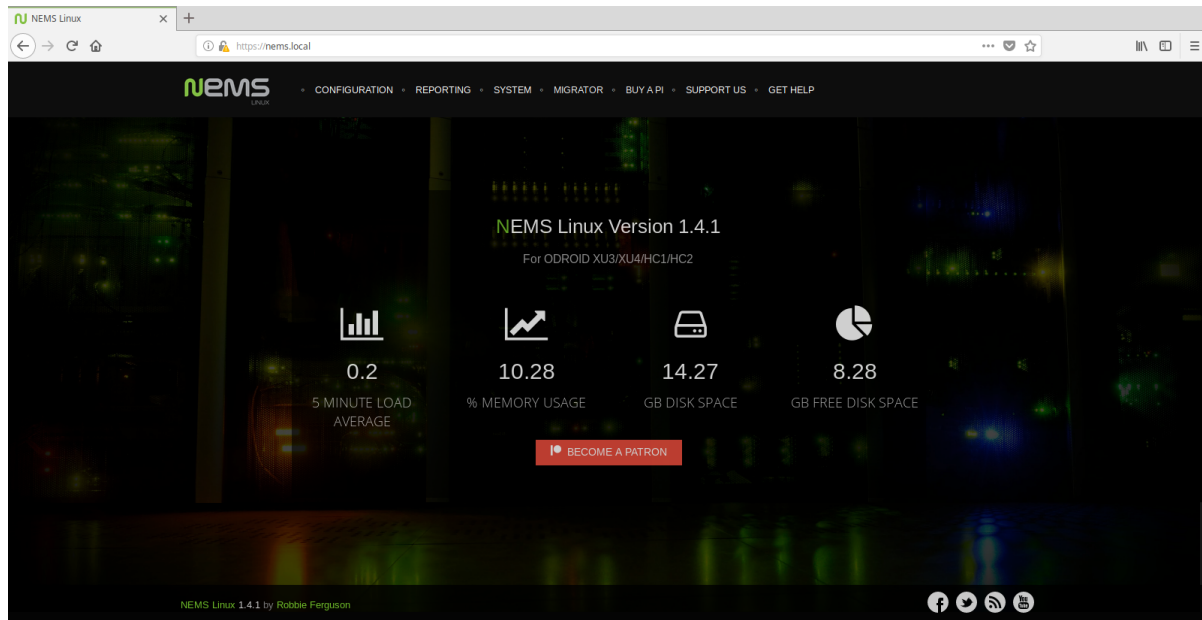 NEMS Linux
https://nems.local
NEMS
LINUX
CONFIGURATION
REPORTING
SYSTEM
MIGRATOR
BUY A PI
SUPPORT US
GET HELP
NEMS Linux Version 1.4.1
For ODROID XU3/XU4/HC1/HC2
0.2
5 MINUTE LOAD
AVERAGE
10.28
% MEMORY USAGE
14.27
GB DISK SPACE
8.28
GB FREE DISK SPACE
BECOME A PATRON
NEMS Linux 1.4.1 by Robbie Ferguson
You
Tube